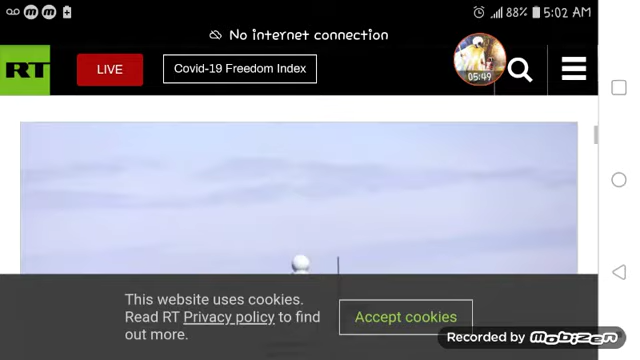 88% 5:02 AM
No internet connection
RT
LIVE
Covid-19 Freedom Index
05:49
This website uses cookies.
Read RT Privacy policy to find
out more.
Accept cookies
Recorded by mobizen